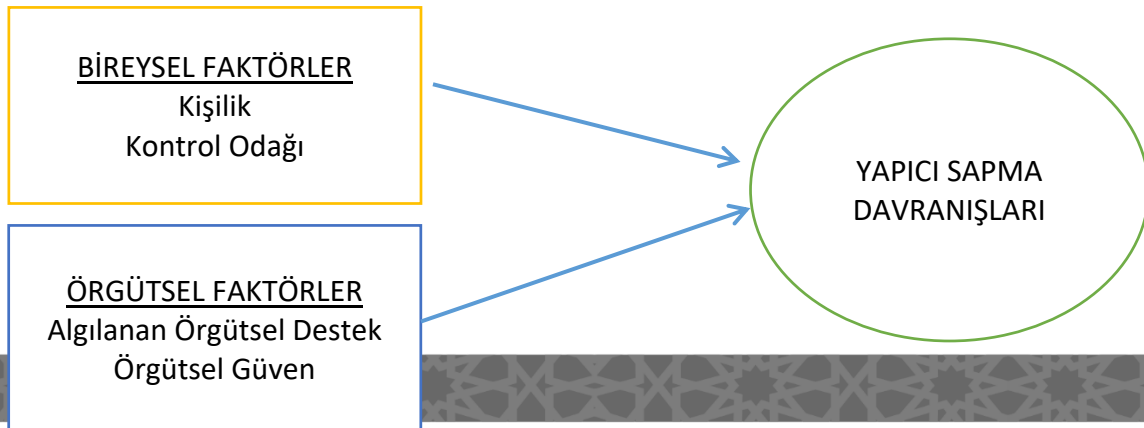 BİREYSEL FAKTÖRLER
Kişilik
Kontrol Odağı
ÖRGÜTSEL FAKTÖRLER
Algılanan Örgütsel Destek
Örgütsel Güven
YAPICI SAPMA
DAVRANIŞLARI